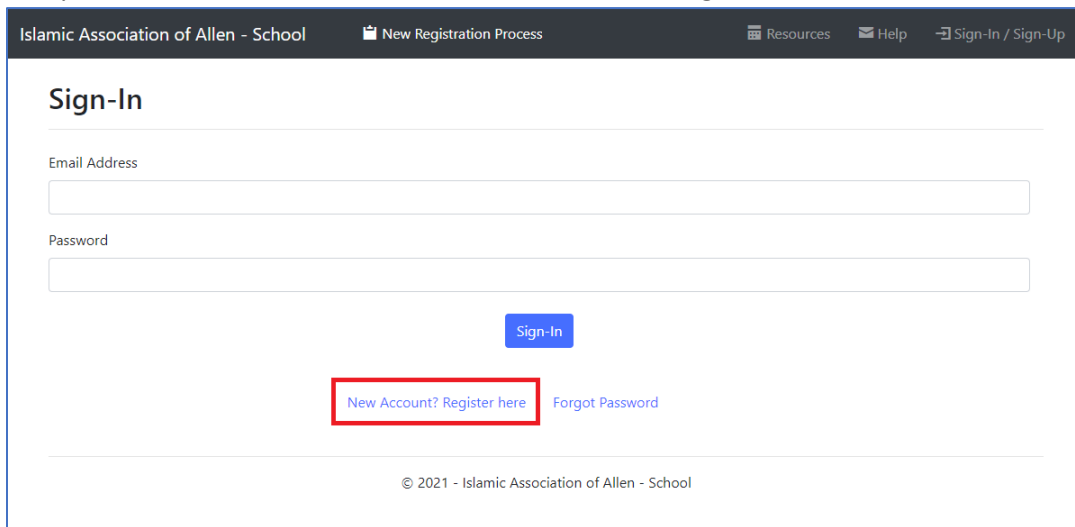 Islamic Association of Allen - School New Registration Process Resources Help Sign-In / Sign-Up
Sign-In
Email Address
Password
Sign-In
New Account? Register here Forgot Password
© 2021 - Islamic Association of Allen - School